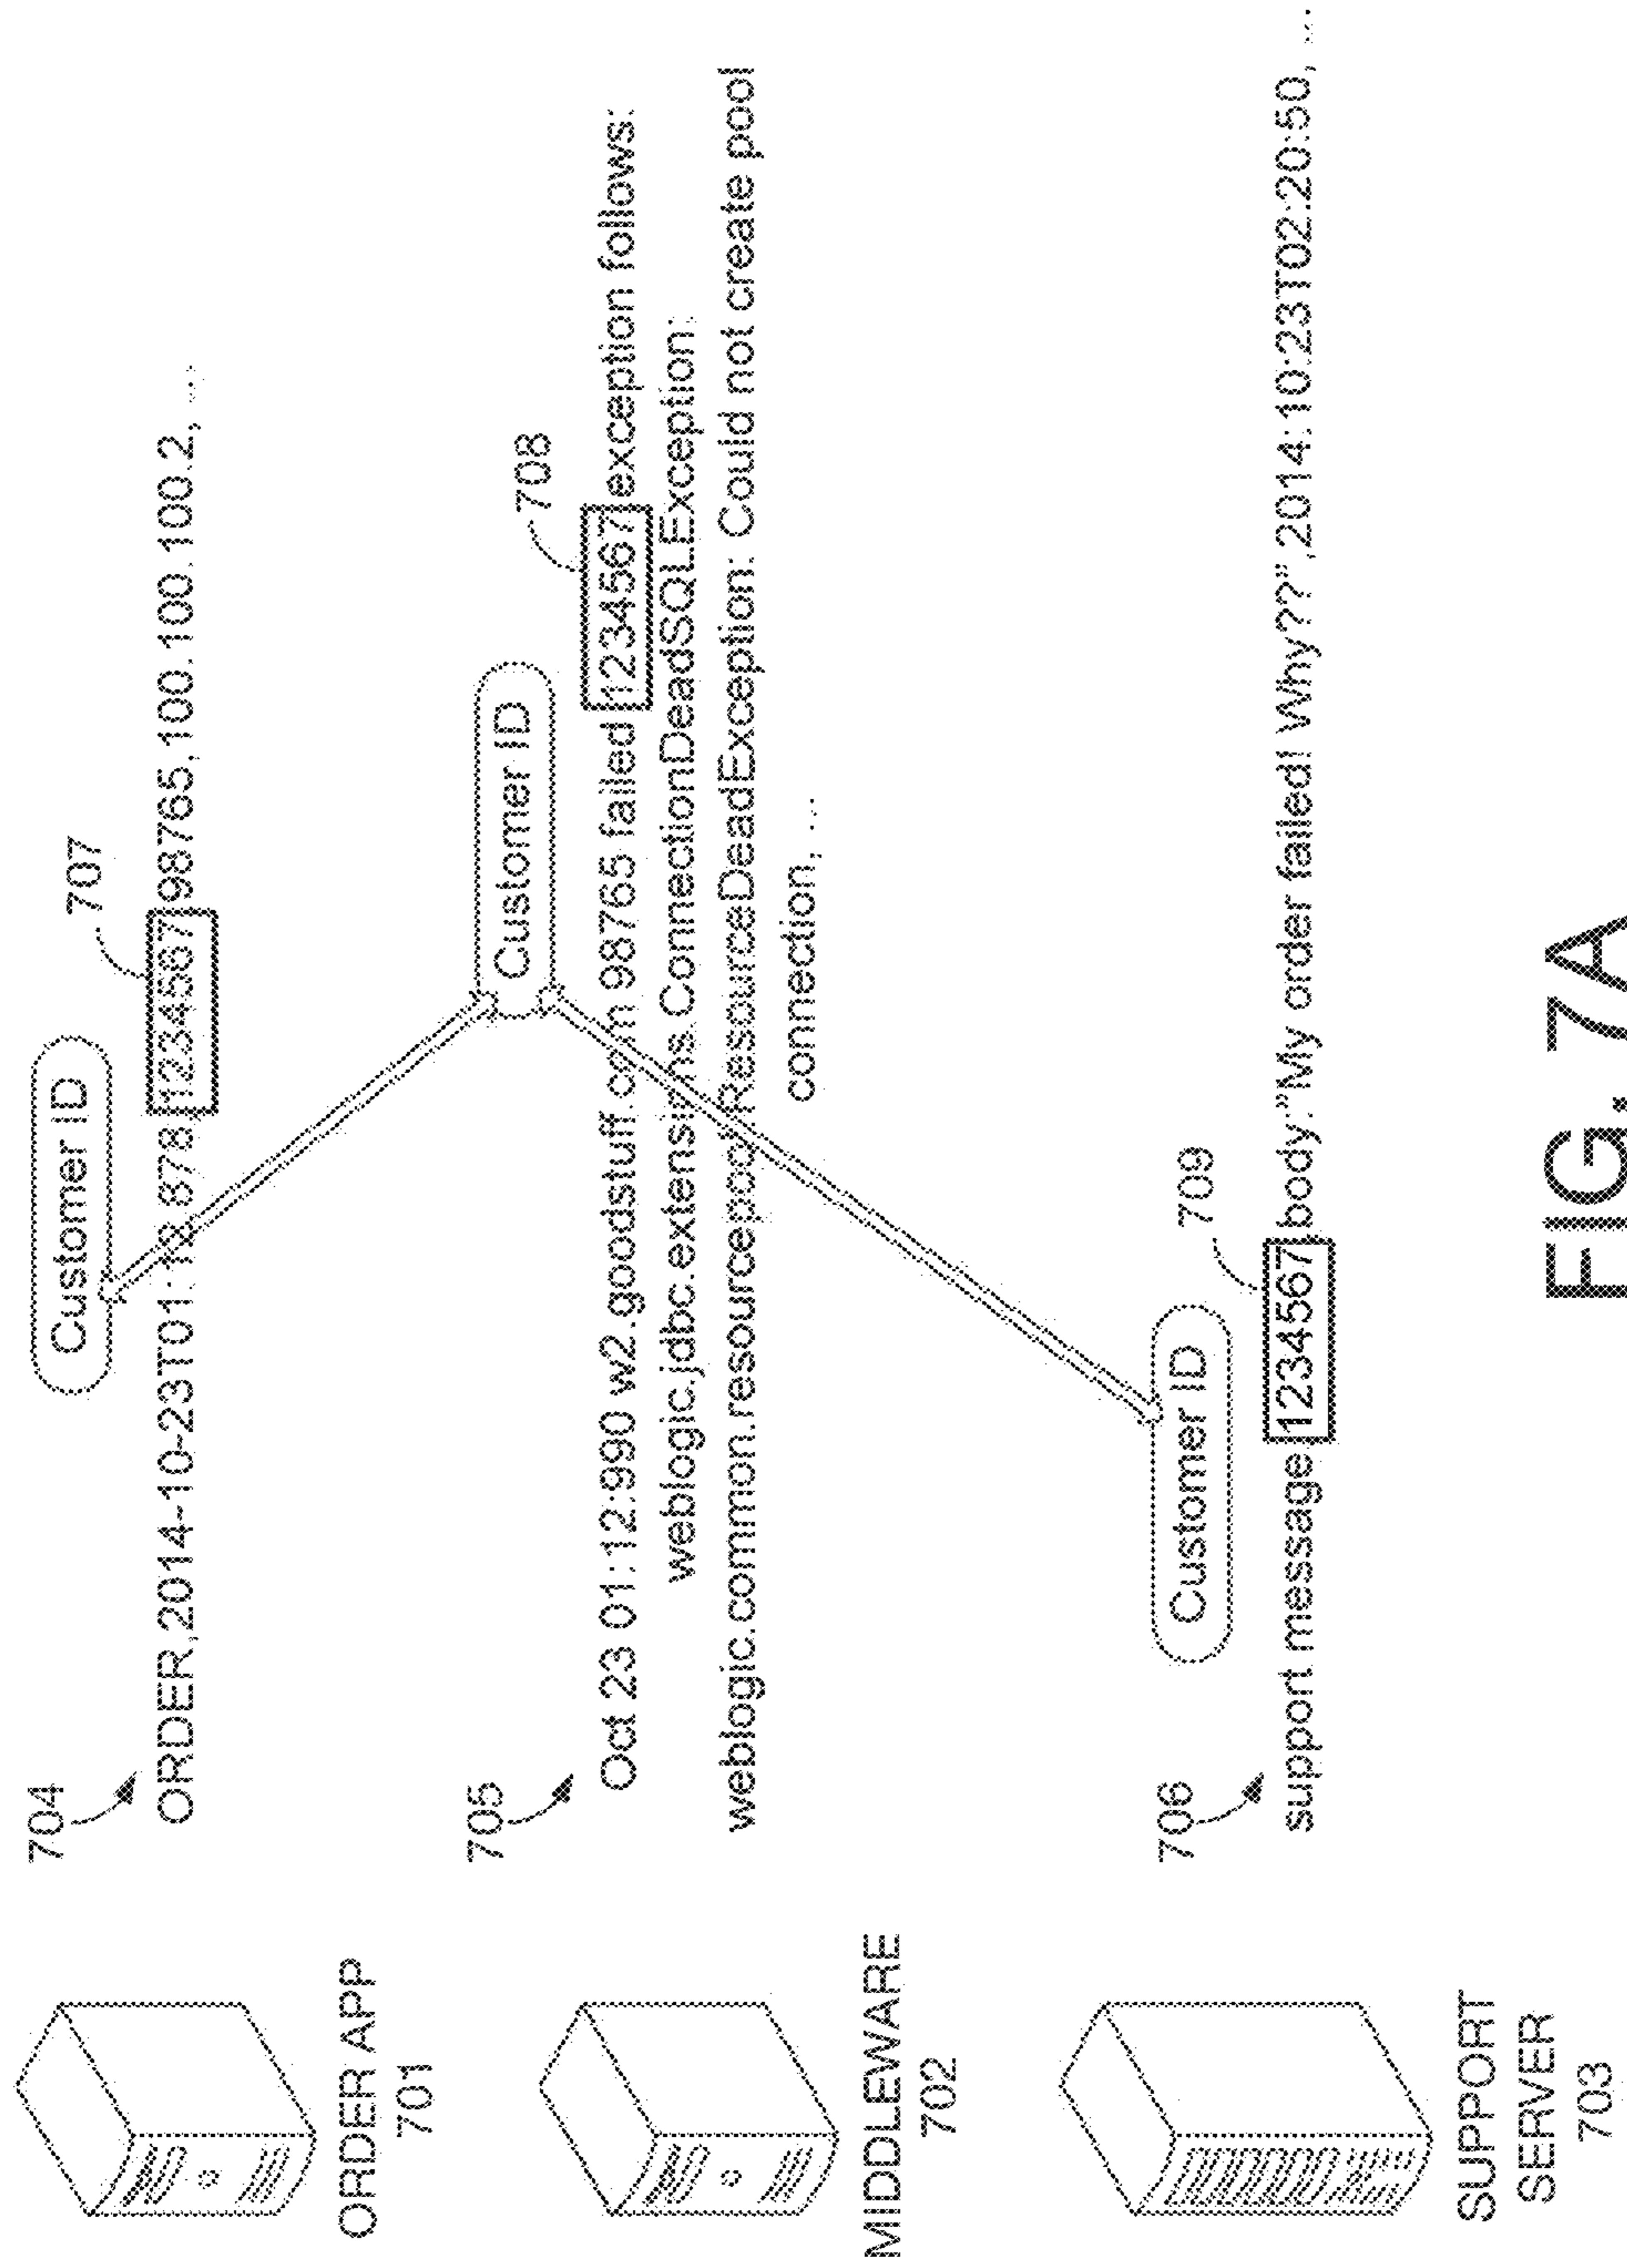 704
Customer ID
707
ORDER,2014-10-23T01:12:878,1234567,98765,100.100.100.2, ...
ORDER APP
701
705
Customer ID
708
Oct 23 01:12:990 w2.goodstuff.com 98765 failed 1234567 exception follows:
weblogic.jdbc.extensions.ConnectionDeadSQLException:
weblogic.common.resourcepool.ResourceDeadException: Could not create pool
connection, ...
MIDDLEWARE
702
706
Customer ID
709
support message 1234567 body:"My order failed! Why??",2014:10:23T02:20:50, ...
SUPPORT
SERVER
703
FIG. 7A